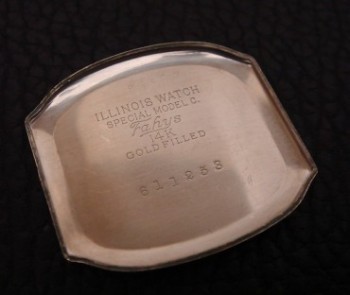 ILLINOIS WATCH
SPECIAL MODEL C.
Fahys
14K
GOLD FILLED
811253